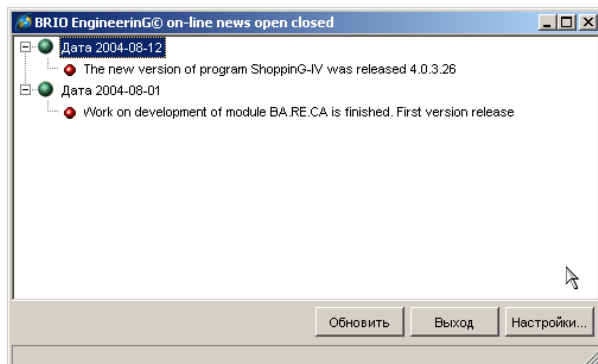 BRIO EngineerinG© on-line news open closed
Дата 2004-08-12
The new version of program ShoppinG-IV was released 4.0.3.26
Дата 2004-08-01
Work on development of module BA.RE.CA is finished. First version release
Обновить Выход Настройки...